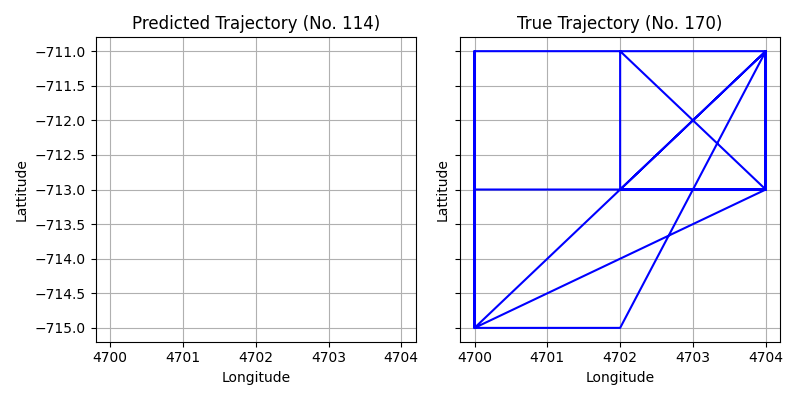 Predicted Trajectory (No. 114)
True Trajectory (No. 170)
−711.0
−711.5
−712.0
−712.5
−713.0
−713.5
−714.0
−714.5
−715.0
Lattitude
Lattitude
4700 4701 4702 4703 4704
4700 4701 4702 4703 4704
Longitude
Longitude